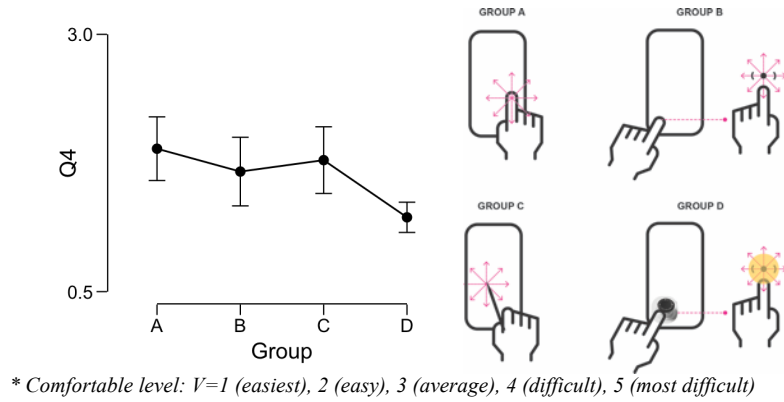 GROUP A
GROUP B
3.0
Q4
0.5
A B C D
Group
GROUP C
GROUP D
* Comfortable level: V=1 (easiest), 2 (easy), 3 (average), 4 (difficult), 5 (most difficult)